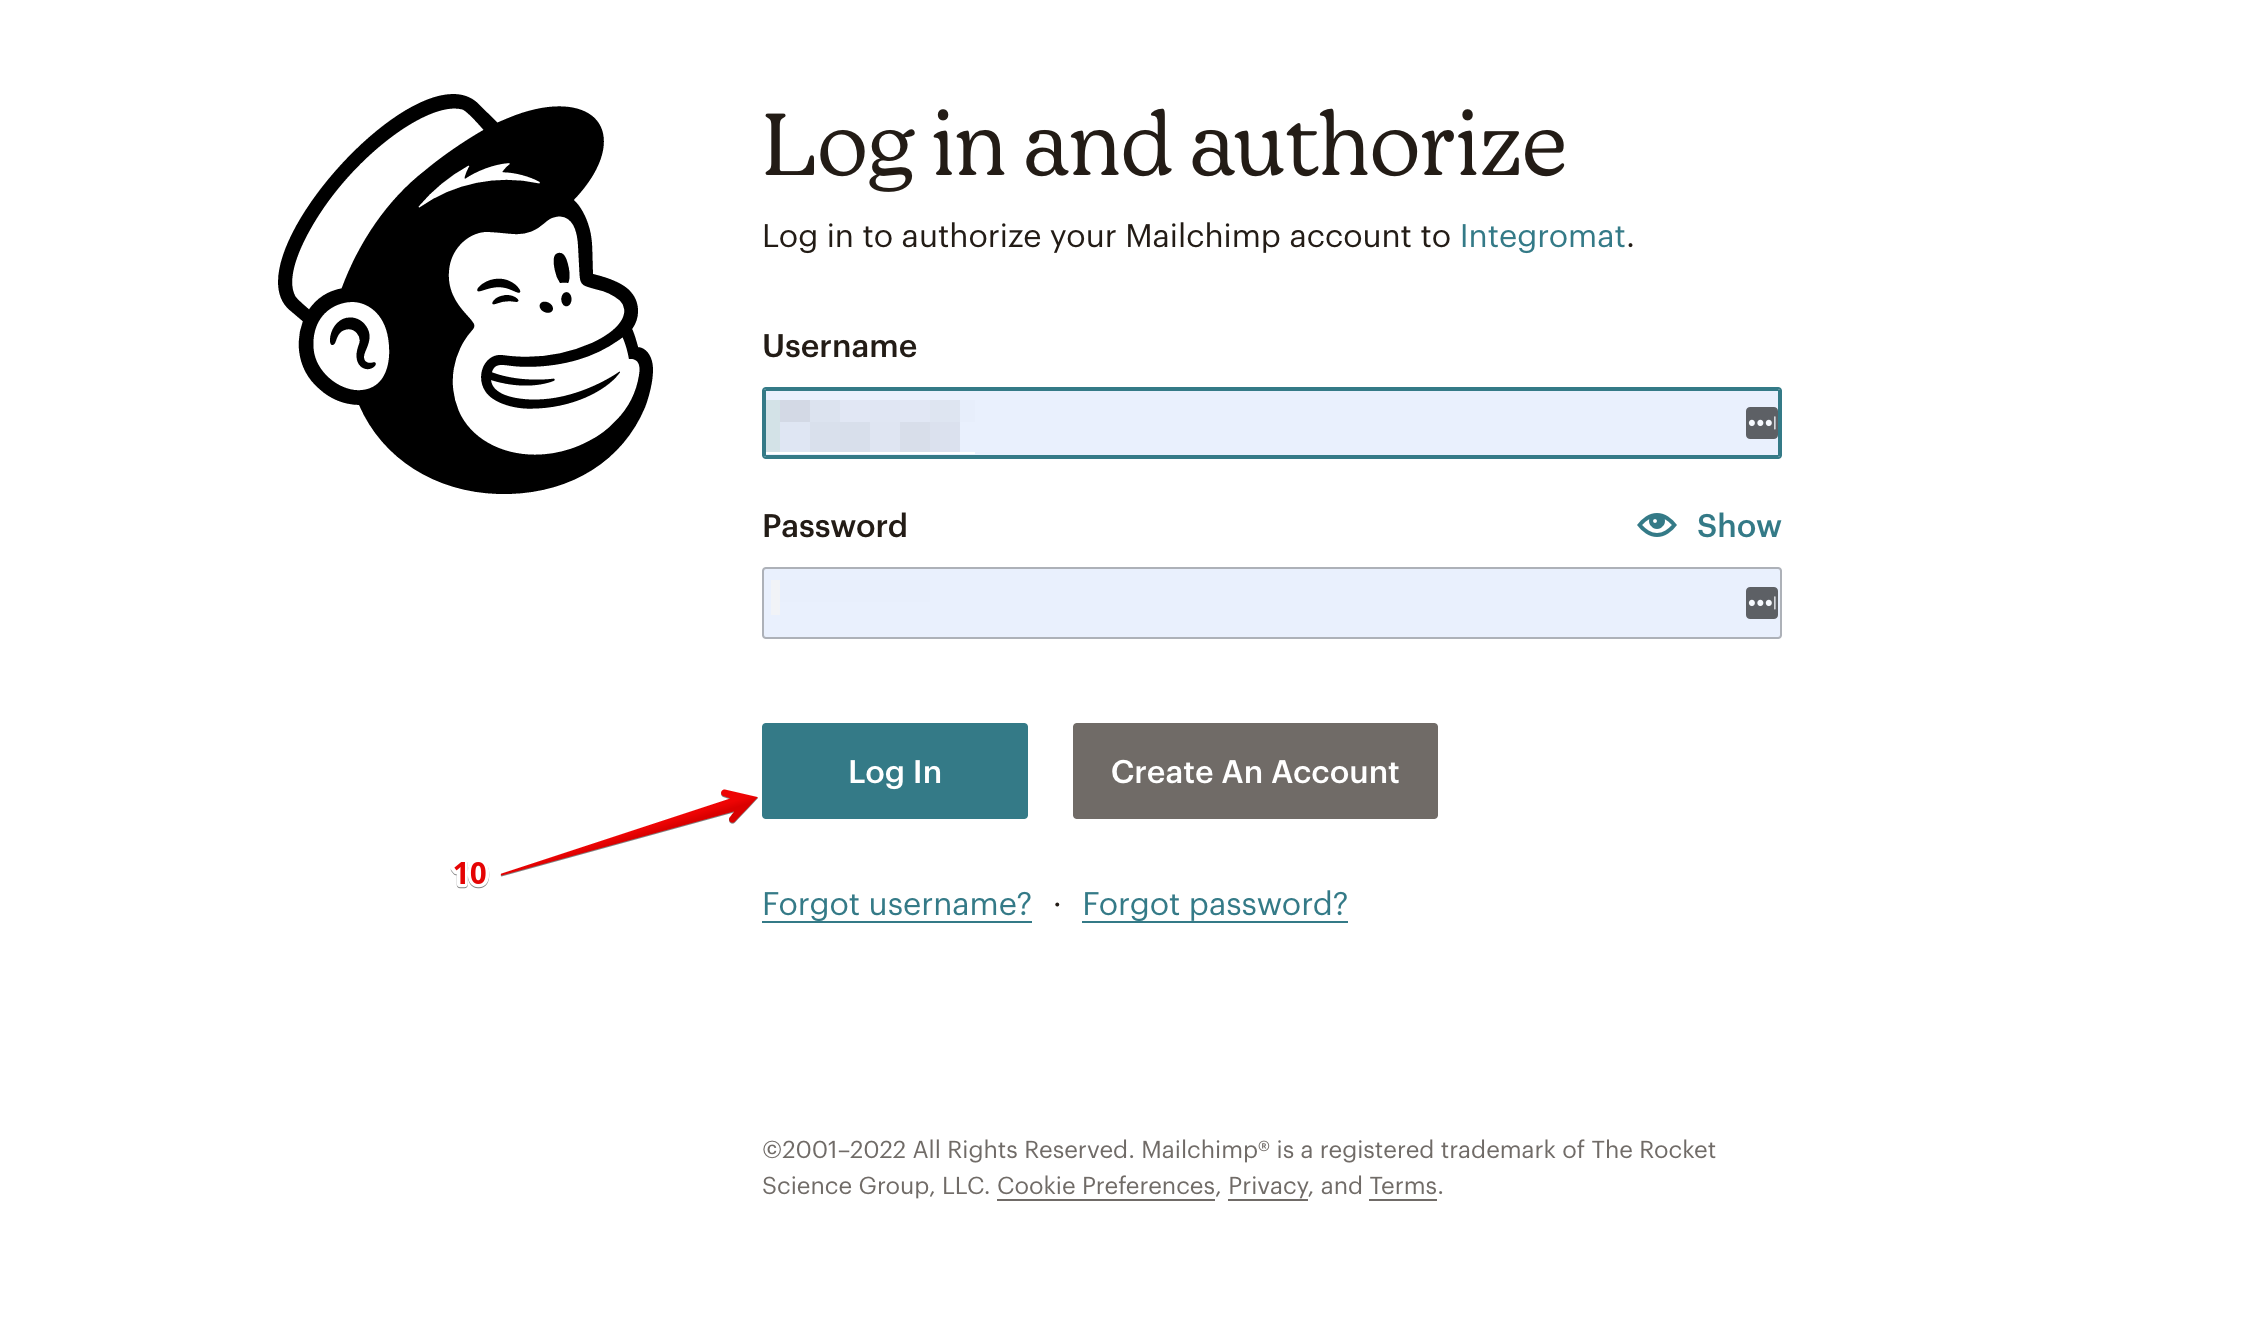 Log in and authorize
Log in to authorize your Mailchimp account to Integromat.
Username
Password
Show
Log In
Create An Account
10
Forgot username? · Forgot password?
©2001–2022 All Rights Reserved. Mailchimp® is a registered trademark of The Rocket
Science Group, LLC. Cookie Preferences, Privacy, and Terms.